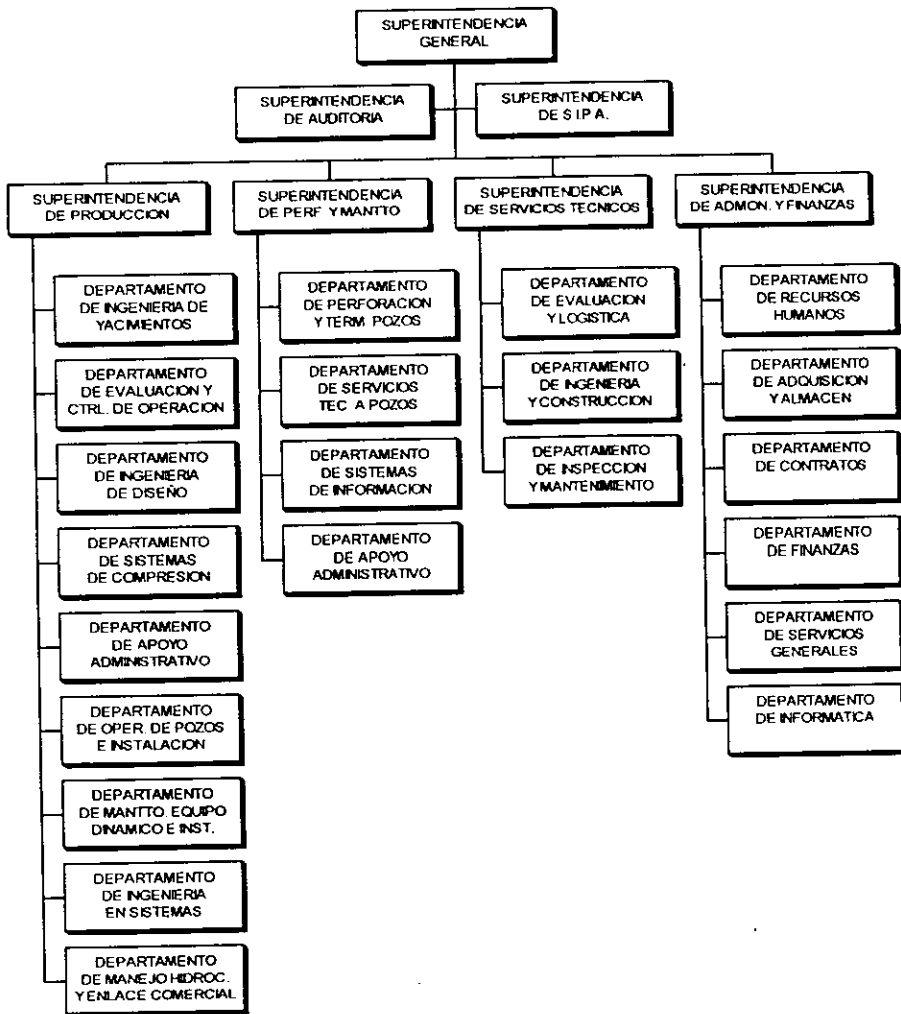 SUPERINTENDENCIA
GENERAL
SUPERINTENDENCIA
DE AUDITORIA
SUPERINTENDENCIA
DE S.I.P.A.
SUPERINTENDENCIA
DE PRODUCCION
SUPERINTENDENCIA
DE PERF Y MANTTO
SUPERINTENDENCIA
DE SERVICIOS TECNICOS
SUPERINTENDENCIA
DE ADMON. Y FINANZAS
DEPARTAMENTO
DE INGENIERIA DE
YACIMIENTOS
DEPARTAMENTO
DE EVALUACION Y
CTRL. DE OPERACION
DEPARTAMENTO
DE INGENIERIA
DE DISEÑO
DEPARTAMENTO
DE SISTEMAS
DE COMPRESION
DEPARTAMENTO
DE APOYO
ADMINISTRATIVO
DEPARTAMENTO
DE OPER. DE POZOS
E INSTALACION
DEPARTAMENTO
DE MANTTO. EQUIPO
DINAMICO E INST.
DEPARTAMENTO
DE INGENIERIA
EN SISTEMAS
DEPARTAMENTO
DE MANEJO HIDROC.
Y ENLACE COMERCIAL
DEPARTAMENTO
DE PERFORACION
Y TERM. POZOS
DEPARTAMENTO
DE SERVICIOS
TEC. A POZOS
DEPARTAMENTO
DE SISTEMAS
DE INFORMACION
DEPARTAMENTO
DE APOYO
ADMINISTRATIVO
DEPARTAMENTO
DE EVALUACION
Y LOGISTICA
DEPARTAMENTO
DE INGENIERIA
Y CONSTRUCCION
DEPARTAMENTO
DE INSPECCION
Y MANTENIMIENTO
DEPARTAMENTO
DE RECURSOS
HUMANOS
DEPARTAMENTO
DE ADQUISICION
Y ALMACEN
DEPARTAMENTO
DE CONTRATOS
DEPARTAMENTO
DE FINANZAS
DEPARTAMENTO
DE SERVICIOS
GENERALES
DEPARTAMENTO
DE INFORMATICA